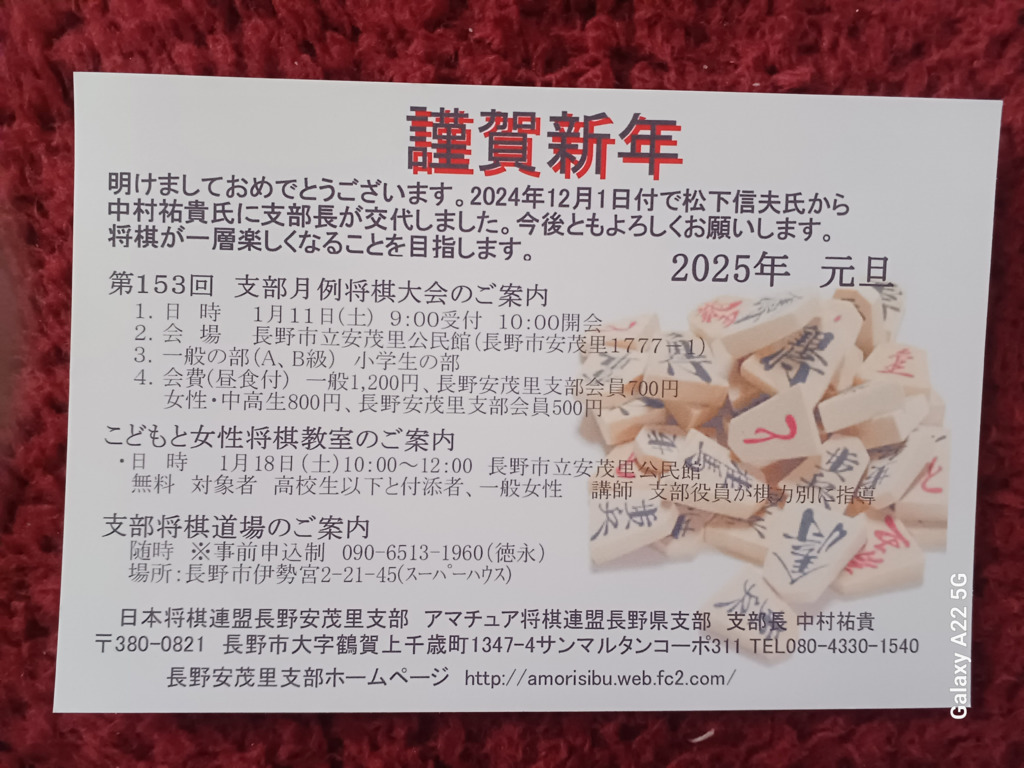 謹賀新年
明けましておめでとうございます。2024年12月1日付で松下信夫氏から
中村祐貴氏に支部長が交代しました。今後ともよろしくお願いします。
将棋が一層楽しくなることを目指します。
2025年 元旦
第153回 支部月例将棋大会のご案内
1. 日 時 1月11日(土) 9:00受付 10:00開会
2. 会 場 長野市立安茂里公民館(長野市安茂里1777-1)
3. 一般の部(A、B級) 小学生の部
4. 会費(昼食付) 一般1,200円、長野安茂里支部会員700円
女性・中高生800円、長野安茂里支部会員500円
こどもと女性将棋教室のご案内
・日 時 1月18日(土)10:00～12:00 長野市立安茂里公民館
無料 対象者 高校生以下と付添者、一般女性 講師 支部役員が棋力別に指導
支部将棋道場のご案内
随時 ※事前申込制 090-6513-1960(徳永)
場所:長野市伊勢宮2-21-45(スーパーハウス)
日本将棋連盟長野安茂里支部 アマチュア将棋連盟長野県支部 支部長 中村祐貴
〒380-0821 長野市大字鶴賀上千歳町1347-4サンマルタンコーポ311 TEL080-4330-1540
長野安茂里支部ホームページ http://amorisibu.web.fc2.com/
Galaxy A22 5G